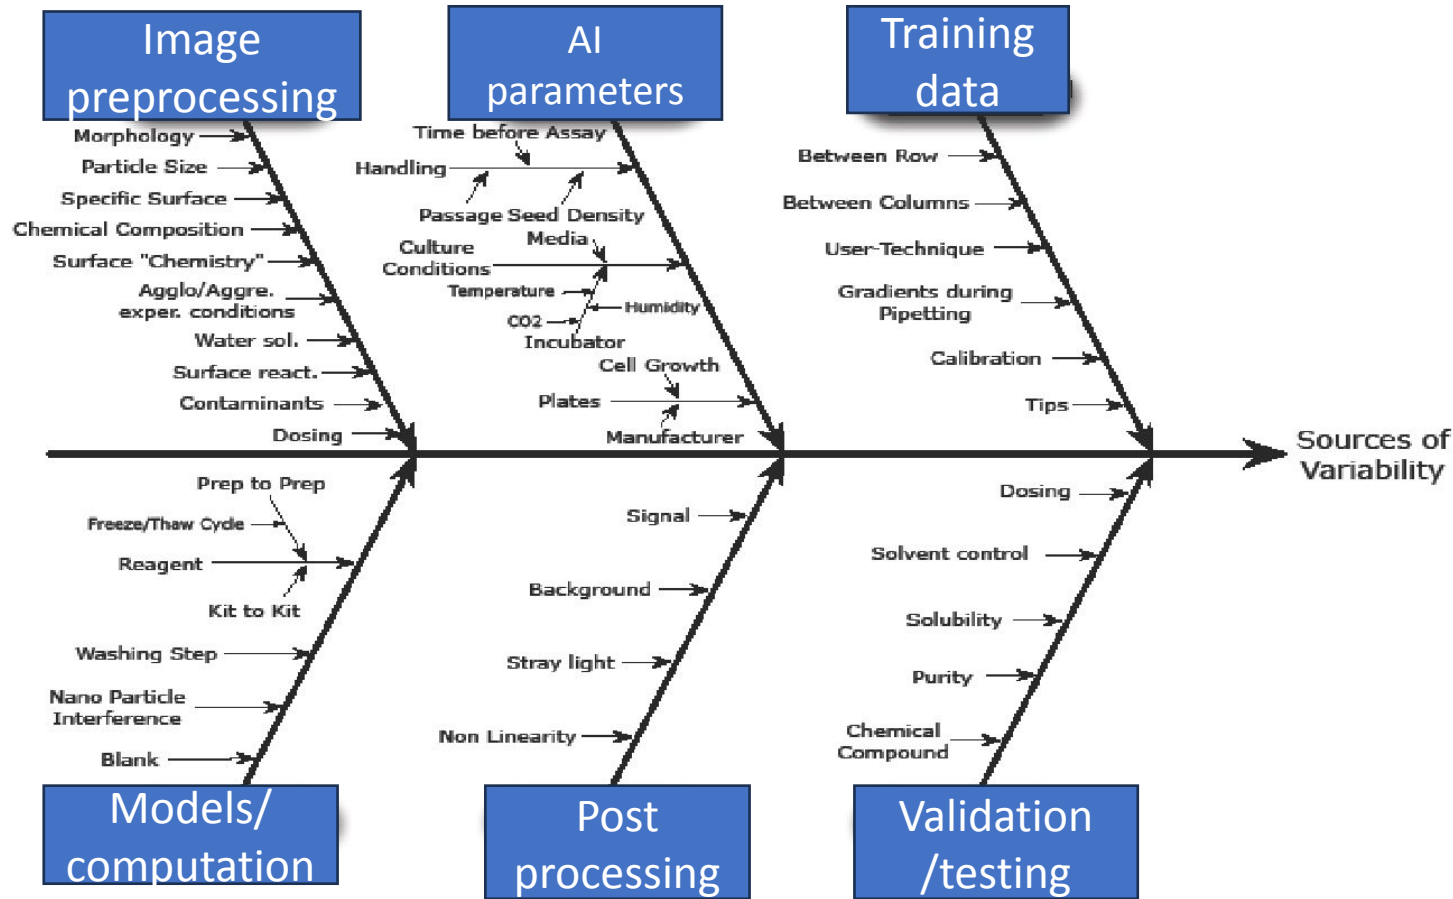 Image
preprocessing
AI
parameters
Training
data
Morphology
Particle Size
Specific Surface
Chemical Composition
Surface "Chemistry"
Agglo/Aggre.
exper. conditions
Water sol.
Surface react.
Contaminants
Dosing
Time before Assay
Handling
Passage
Seed Density
Media
Culture
Conditions
Temperature
Humidity
CO2
Incubator
Cell Growth
Plates
Manufacturer
Between Row
Between Columns
User-Technique
Gradients during
Pipetting
Calibration
Tips
Sources of
Variability
Prep to Prep
Freeze/Thaw Cycle
Reagent
Kit to Kit
Washing Step
Nano Particle
Interference
Blank
Signal
Background
Stray light
Non Linearity
Dosing
Solvent control
Solubility
Purity
Chemical
Compound
Models/
computation
Post
processing
Validation
/testing